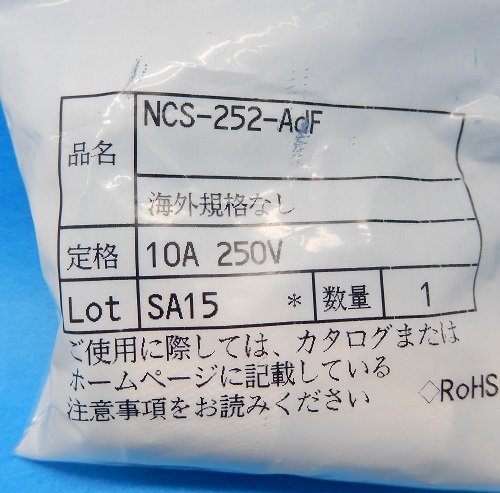 品名 NCS-252-AdF
海外規格なし
定格 10A 250V
Lot SA15 * 数量 1
ご使用に際しては、カタログまたは
ホームページに記載している
注意事項をお読みください
◇RoHS